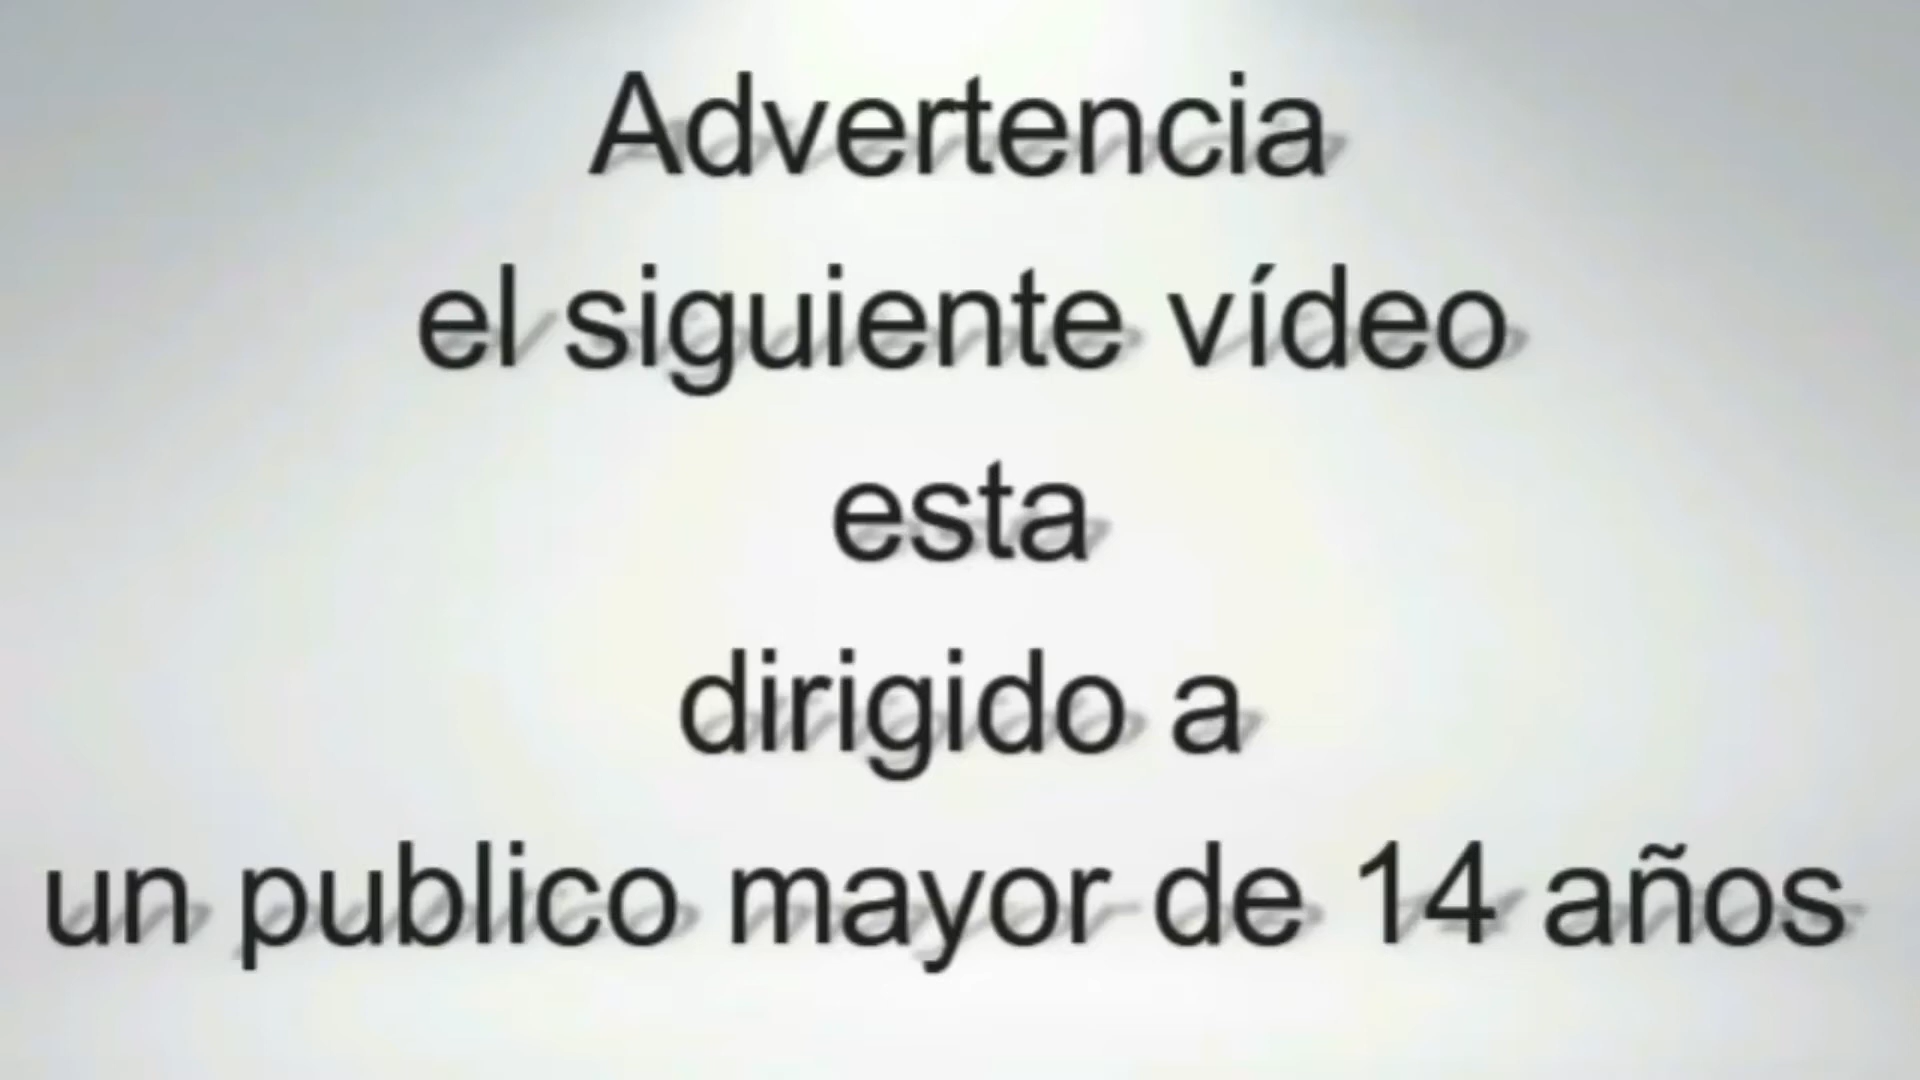 Advertencia
el siguiente vídeo
esta
dirigido a
un publico mayor de 14 años